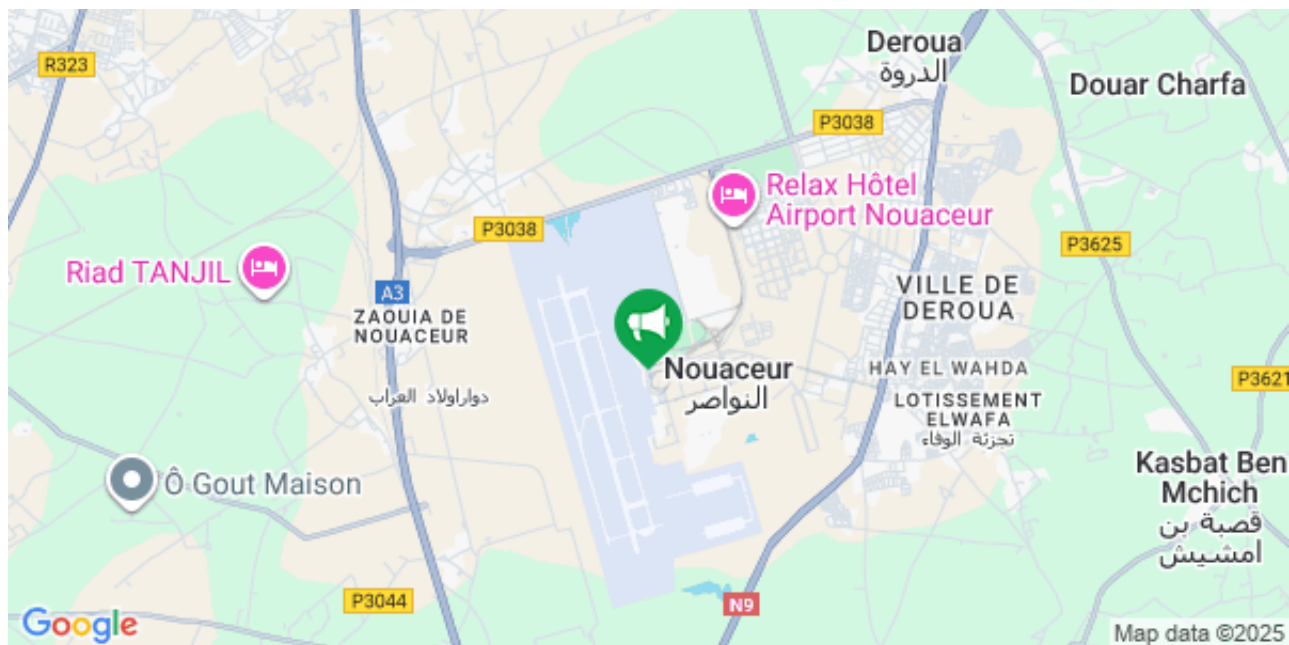 Deroua
الدروة
R323
Douar Charfa
P3038
Relax Hôtel
Airport Nouaceur
P3038
P3625
Riad TANJIL
A3
VILLE DE
DEROUA
ZAOUIA DE
NOUACEUR
Nouaceur
النواصر
HAY EL WAHDA
P3621
دواراولاد العراب
LOTISSEMENT
ELWAFA
تجزئة الوفاء
Kasbat Ben
Mchich
قصبة بن
امشيش
Ô Gout Maison
P3044
N9
Google
Map data ©2025